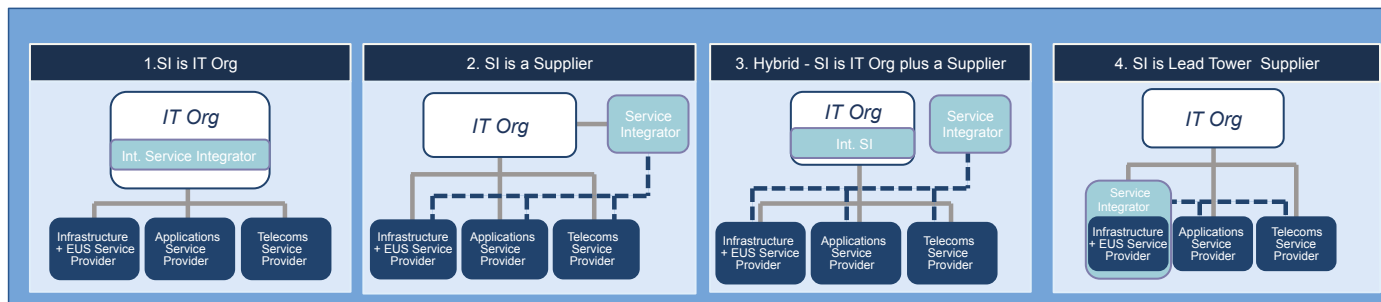 1.SI is IT Org
IT Org
Int. Service Integrator
Infrastructure
+ EUS Service
Provider
Applications
Service
Provider
Telecoms
Service
Provider
2. SI is a Supplier
IT Org
Service
Integrator
Infrastructure
+ EUS Service
Provider
Applications
Service
Provider
Telecoms
Service
Provider
3. Hybrid - SI is IT Org plus a Supplier
IT Org
Int. SI
Service
Integrator
Infrastructure
+ EUS Service
Provider
Applications
Service
Provider
Telecoms
Service
Provider
4. SI is Lead Tower Supplier
IT Org
Service
Integrator
Infrastructure
+ EUS Service
Provider
Applications
Service
Provider
Telecoms
Service
Provider